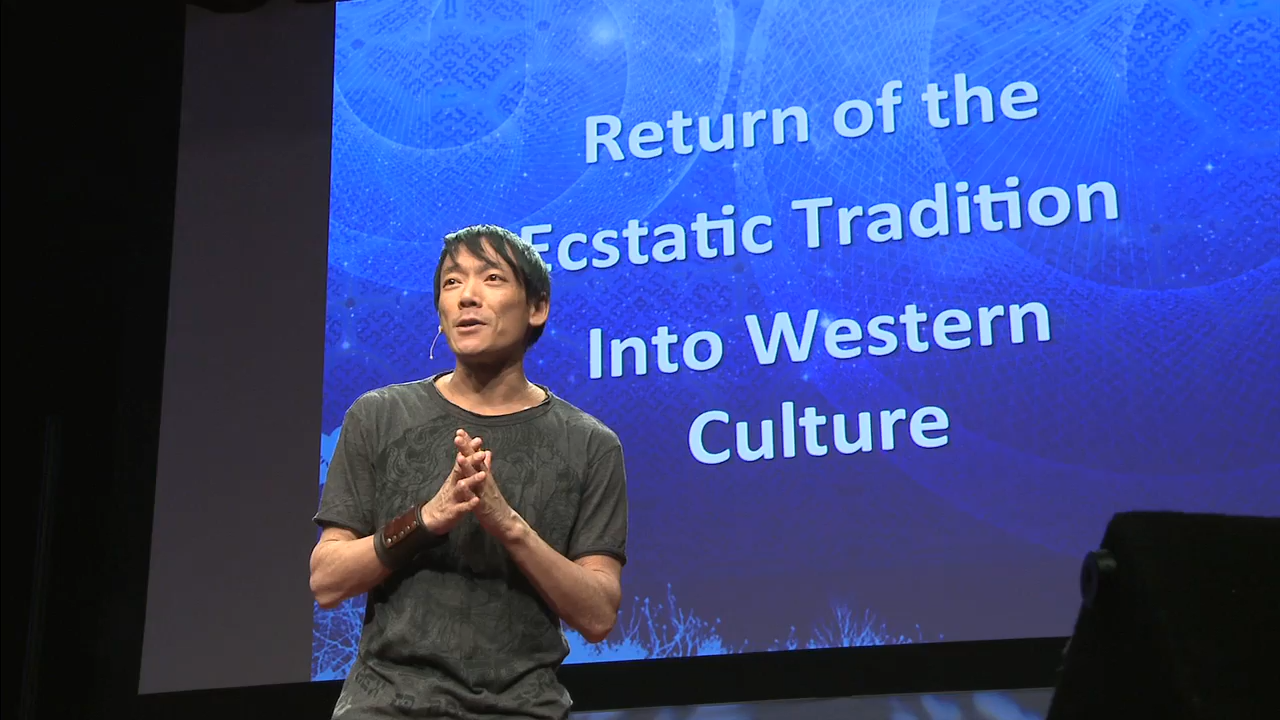 Return of the
Ecstatic Tradition
Into Western
Culture